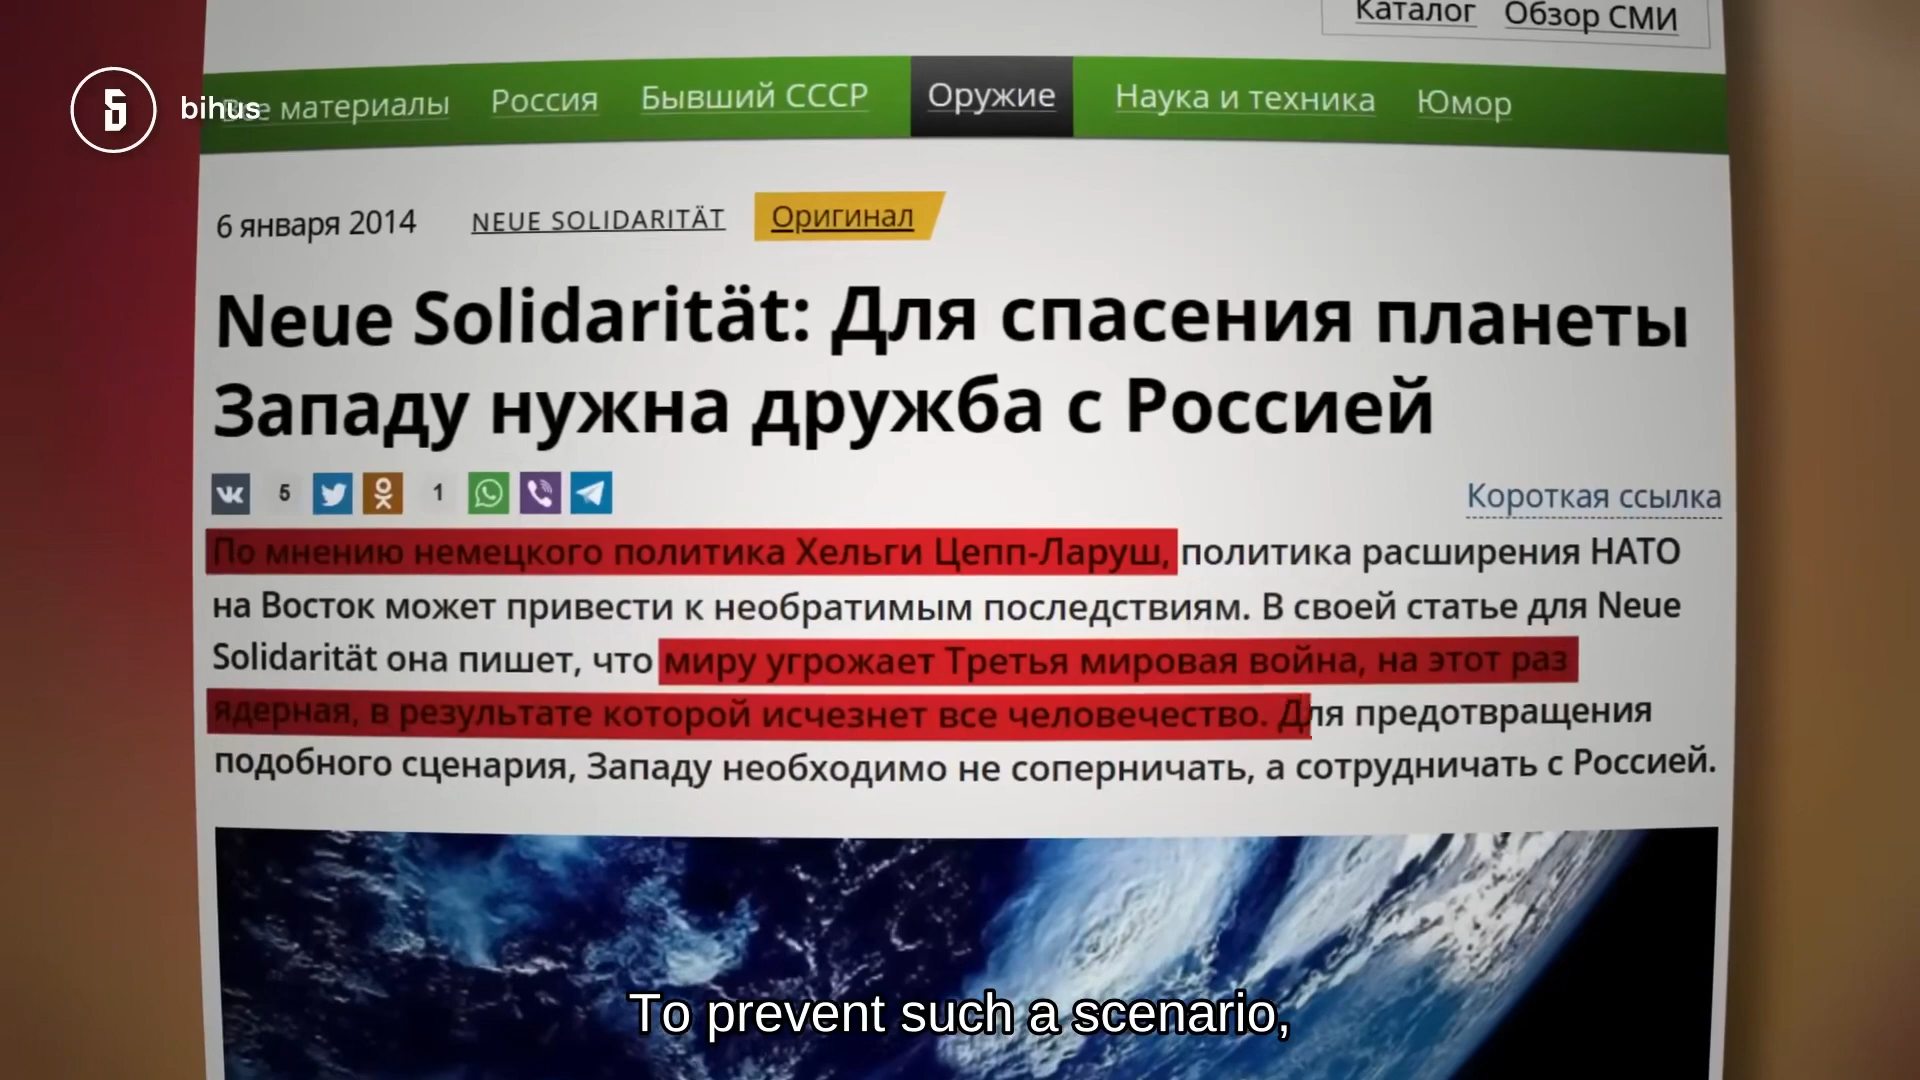 Каталог Обзор СМИ
bihus
Все материалы Россия Бывший СССР Оружие Наука и техника Юмор
6 января 2014 NEUE SOLIDARITÄT Оригинал
Neue Solidarität: Для спасения планеты
Западу нужна дружба с Россией
5 1 Короткая ссылка
По мнению немецкого политика Хельги Цепп-Ларуш, политика расширения НАТО
на Восток может привести к необратимым последствиям. В своей статье для Neue
Solidarität она пишет, что миру угрожает Третья мировая война, на этот раз
ядерная, в результате которой исчезнет все человечество. Для предотвращения
подобного сценария, Западу необходимо не соперничать, а сотрудничать с Россией.
To prevent such a scenario,